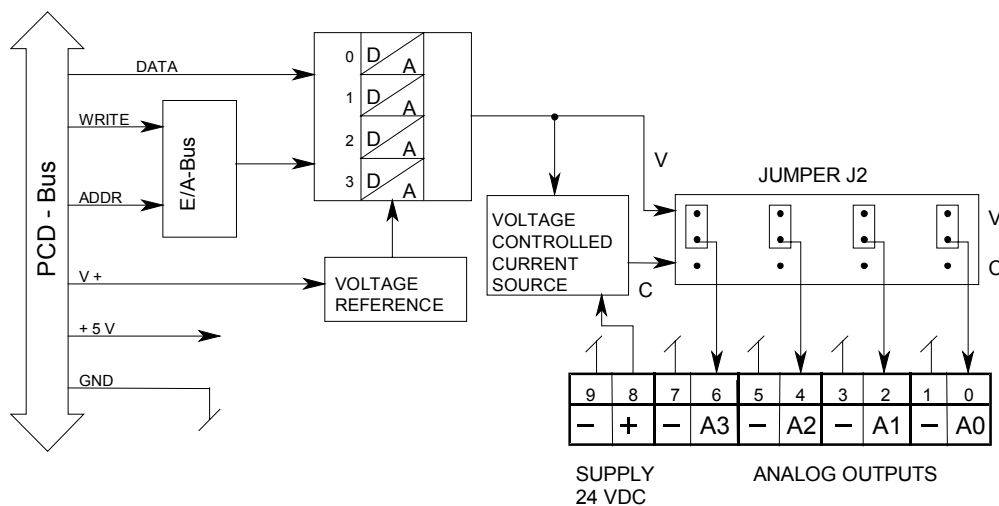 PCD - Bus
DATA
WRITE
ADDR
V +
+ 5 V
GND
E/A-Bus
0 D A
1 D A
2 D A
3 D A
VOLTAGE
REFERENCE
VOLTAGE
CONTROLLED
CURRENT
SOURCE
V
C
JUMPER J2
V
C
9 8 7 6 5 4 3 2 1 0
– + – A3 – A2 – A1 – A0
SUPPLY
24 VDC
ANALOG OUTPUTS